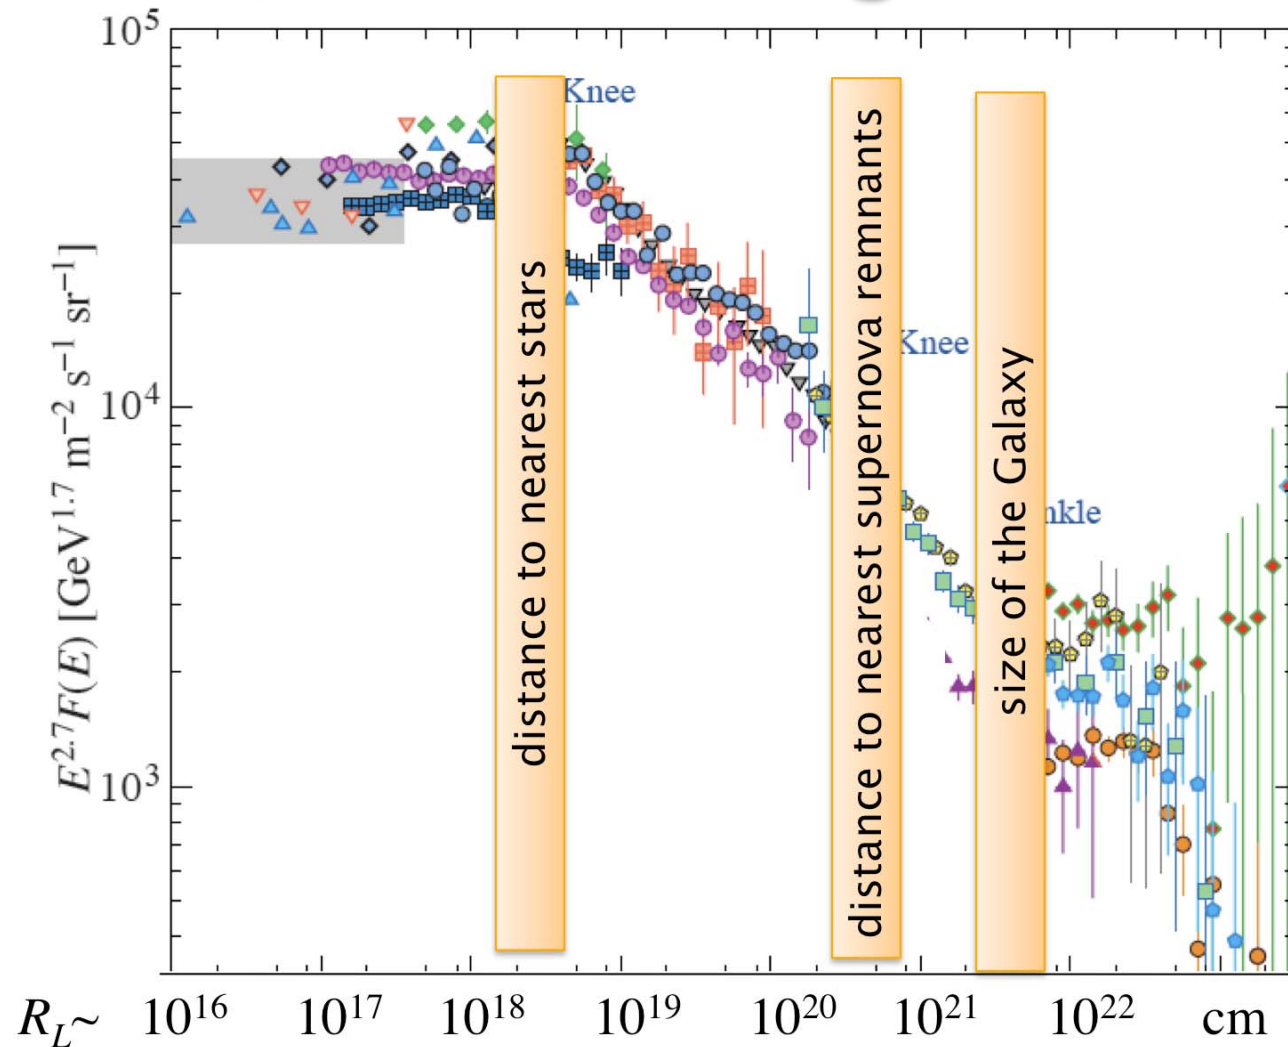 10^5
Knee
distance to nearest stars
distance to nearest supernova remnants
size of the Galaxy
Knee
nkle
10^4
10^3
E^2.7F(E) [GeV^1.7 m^−2 s^−1 sr^−1]
R_L~ 10^16 10^17 10^18 10^19 10^20 10^21 10^22 cm